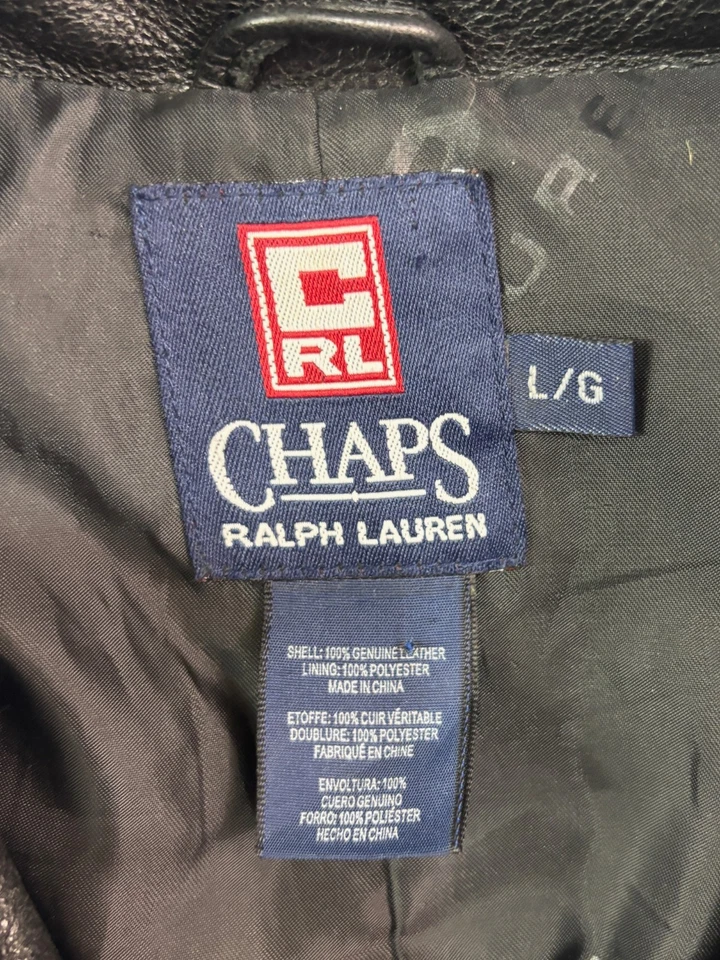 C
RL
CHAPS
RALPH LAUREN
L/G
SHELL: 100% GENUINE LEATHER
LINING: 100% POLYESTER
MADE IN CHINA
ETOFFE: 100% CUIR VÉRITABLE
DOUBLURE: 100% POLYESTER
FABRIQUÉ EN CHINE
ENVOLTURA: 100%
CUERO GENUINO
FORRO: 100% POLIÉSTER
HECHO EN CHINA